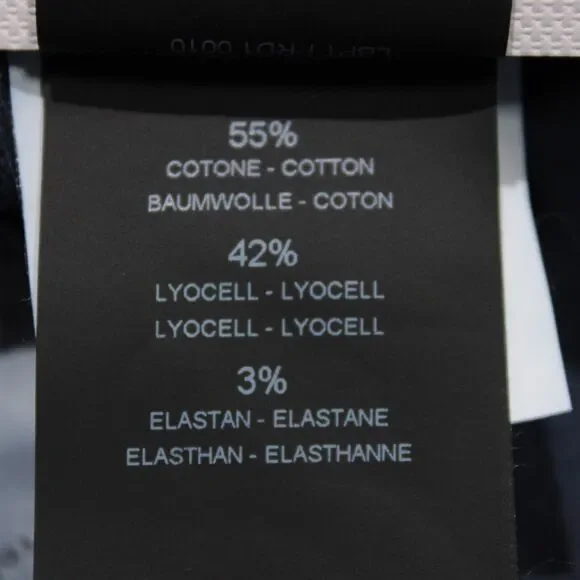 55%
COTONE - COTTON
BAUMWOLLE - COTON
42%
LYOCELL - LYOCELL
LYOCELL - LYOCELL
3%
ELASTAN - ELASTANE
ELASTHAN - ELASTHANNE